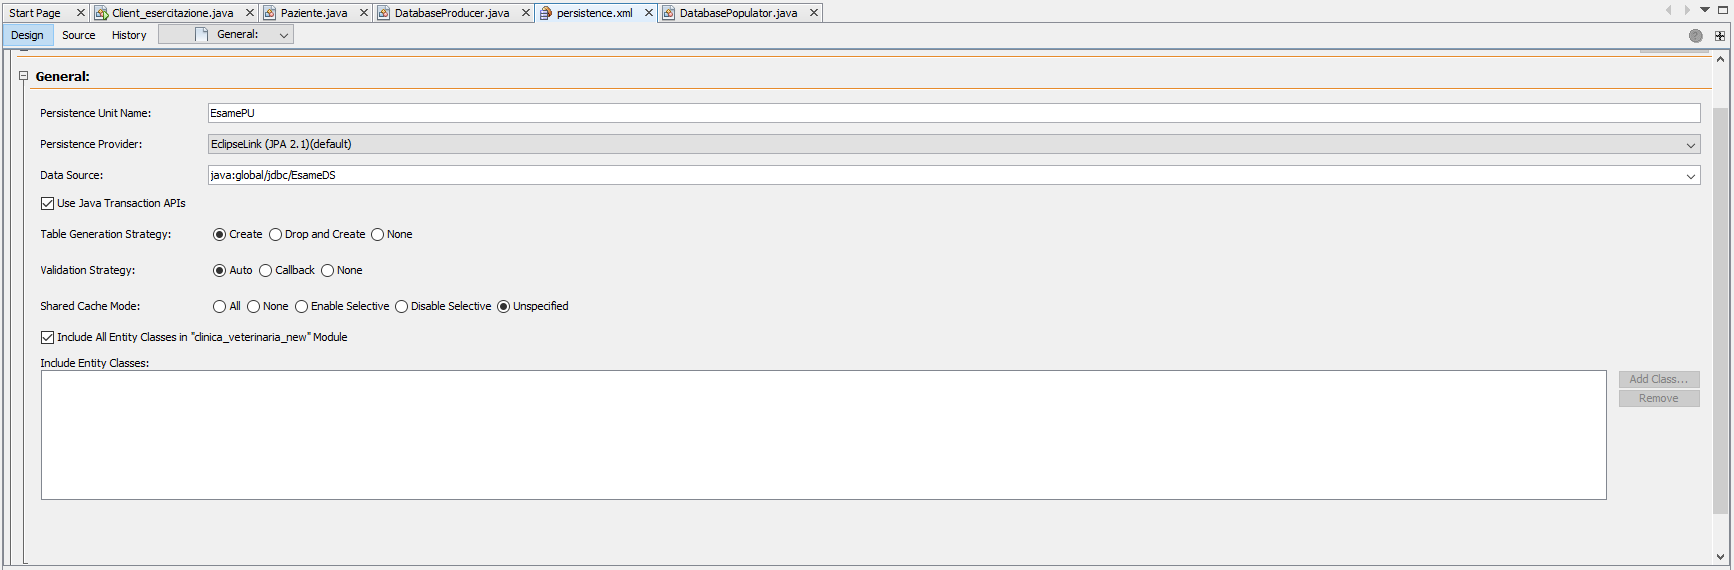 Start Page Client_esercitazione.java Paziente.java DatabaseProducer.java persistence.xml DatabasePopulator.java
Design Source History General:
General:
Persistence Unit Name: EsamePU
Persistence Provider: EclipseLink (JPA 2.1)(default)
Data Source: java:global/jdbc/EsameDS
Use Java Transaction APIs
Table Generation Strategy: Create Drop and Create None
Validation Strategy: Auto Callback None
Shared Cache Mode: All None Enable Selective Disable Selective Unspecified
Include All Entity Classes in "clinica_veterinaria_new" Module
Include Entity Classes:
Add Class...
Remove